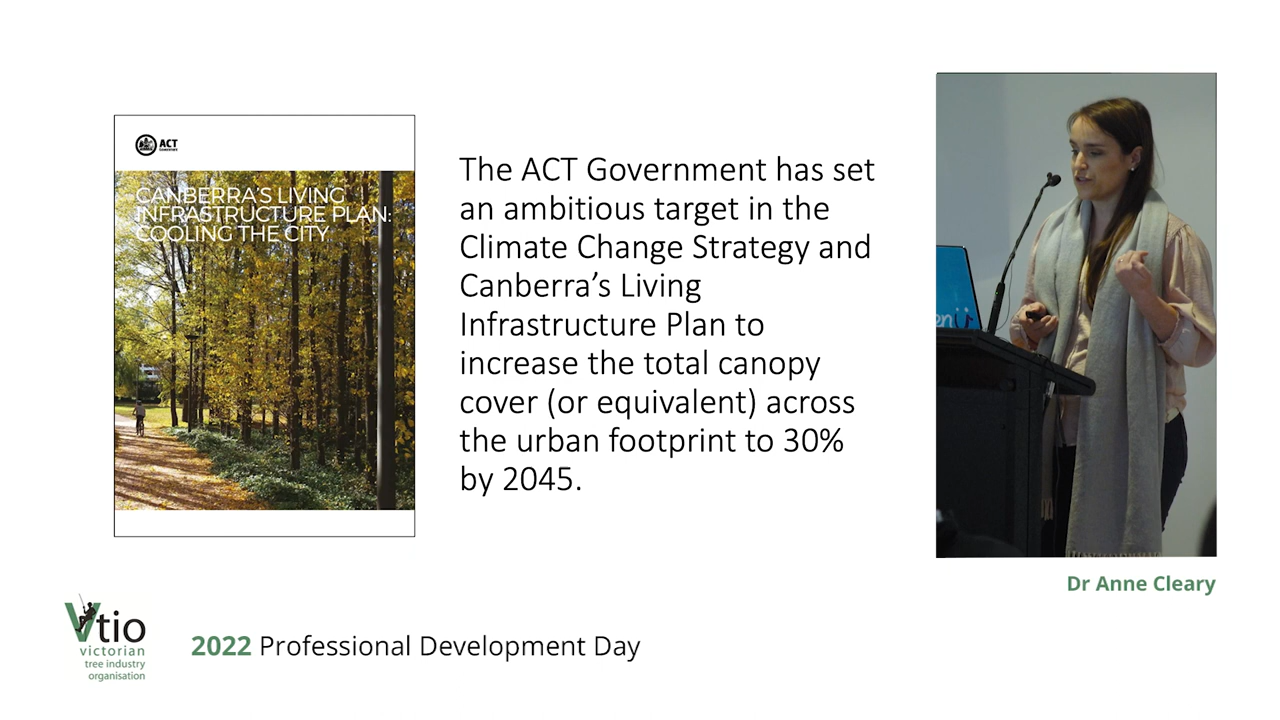 ACT
CANBERRA'S LIVING
INFRASTRUCTURE PLAN:
COOLING THE CITY
The ACT Government has set
an ambitious target in the
Climate Change Strategy and
Canberra’s Living
Infrastructure Plan to
increase the total canopy
cover (or equivalent) across
the urban footprint to 30%
by 2045.
Dr Anne Cleary
Vtio
victorian
tree industry
organisation
2022 Professional Development Day